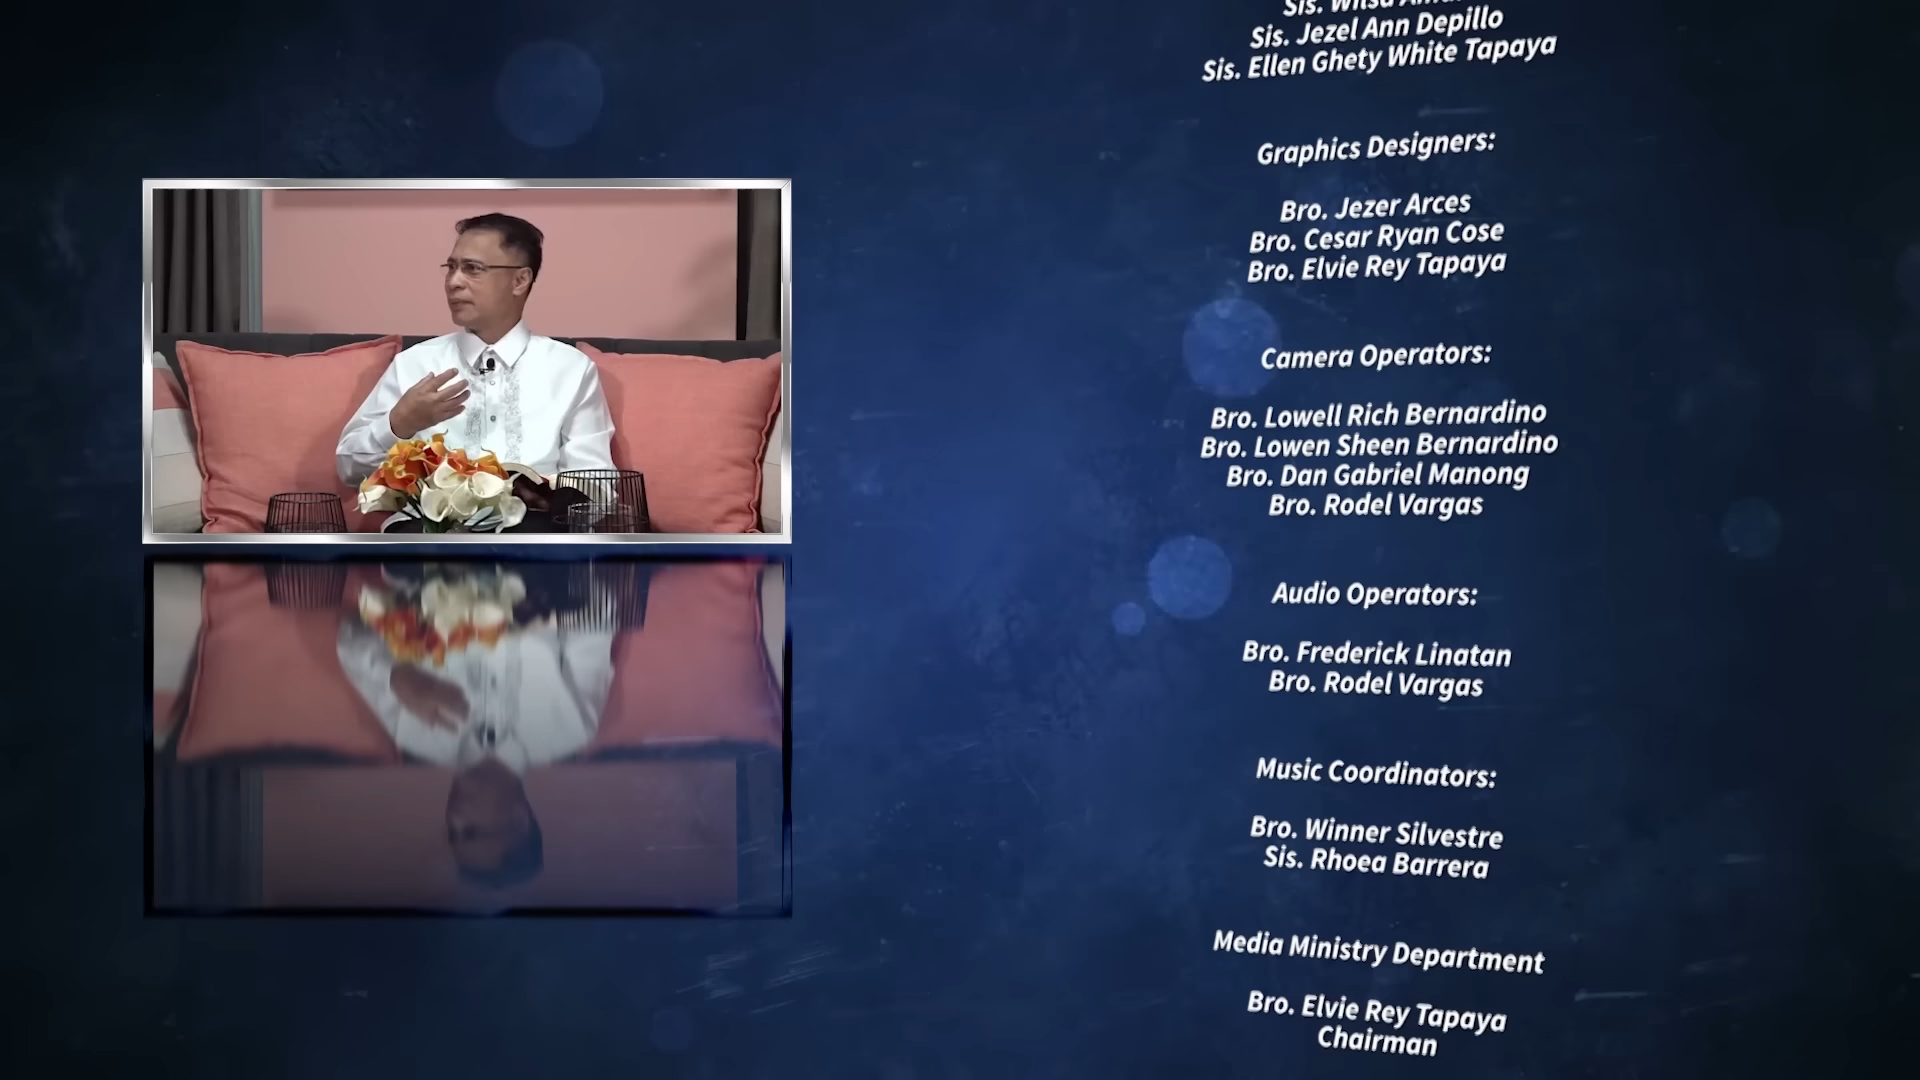 Sis. Jezel Ann Depillo
Sis. Ellen Ghety White Tapaya
Graphics Designers:
Bro. Jezer Arces
Bro. Cesar Ryan Cose
Bro. Elvie Rey Tapaya
Camera Operators:
Bro. Lowell Rich Bernardino
Bro. Lowen Sheen Bernardino
Bro. Dan Gabriel Manong
Bro. Rodel Vargas
Audio Operators:
Bro. Frederick Linatan
Bro. Rodel Vargas
Music Coordinators:
Bro. Winner Silvestre
Sis. Rhoea Barrera
Media Ministry Department
Bro. Elvie Rey Tapaya
Chairman